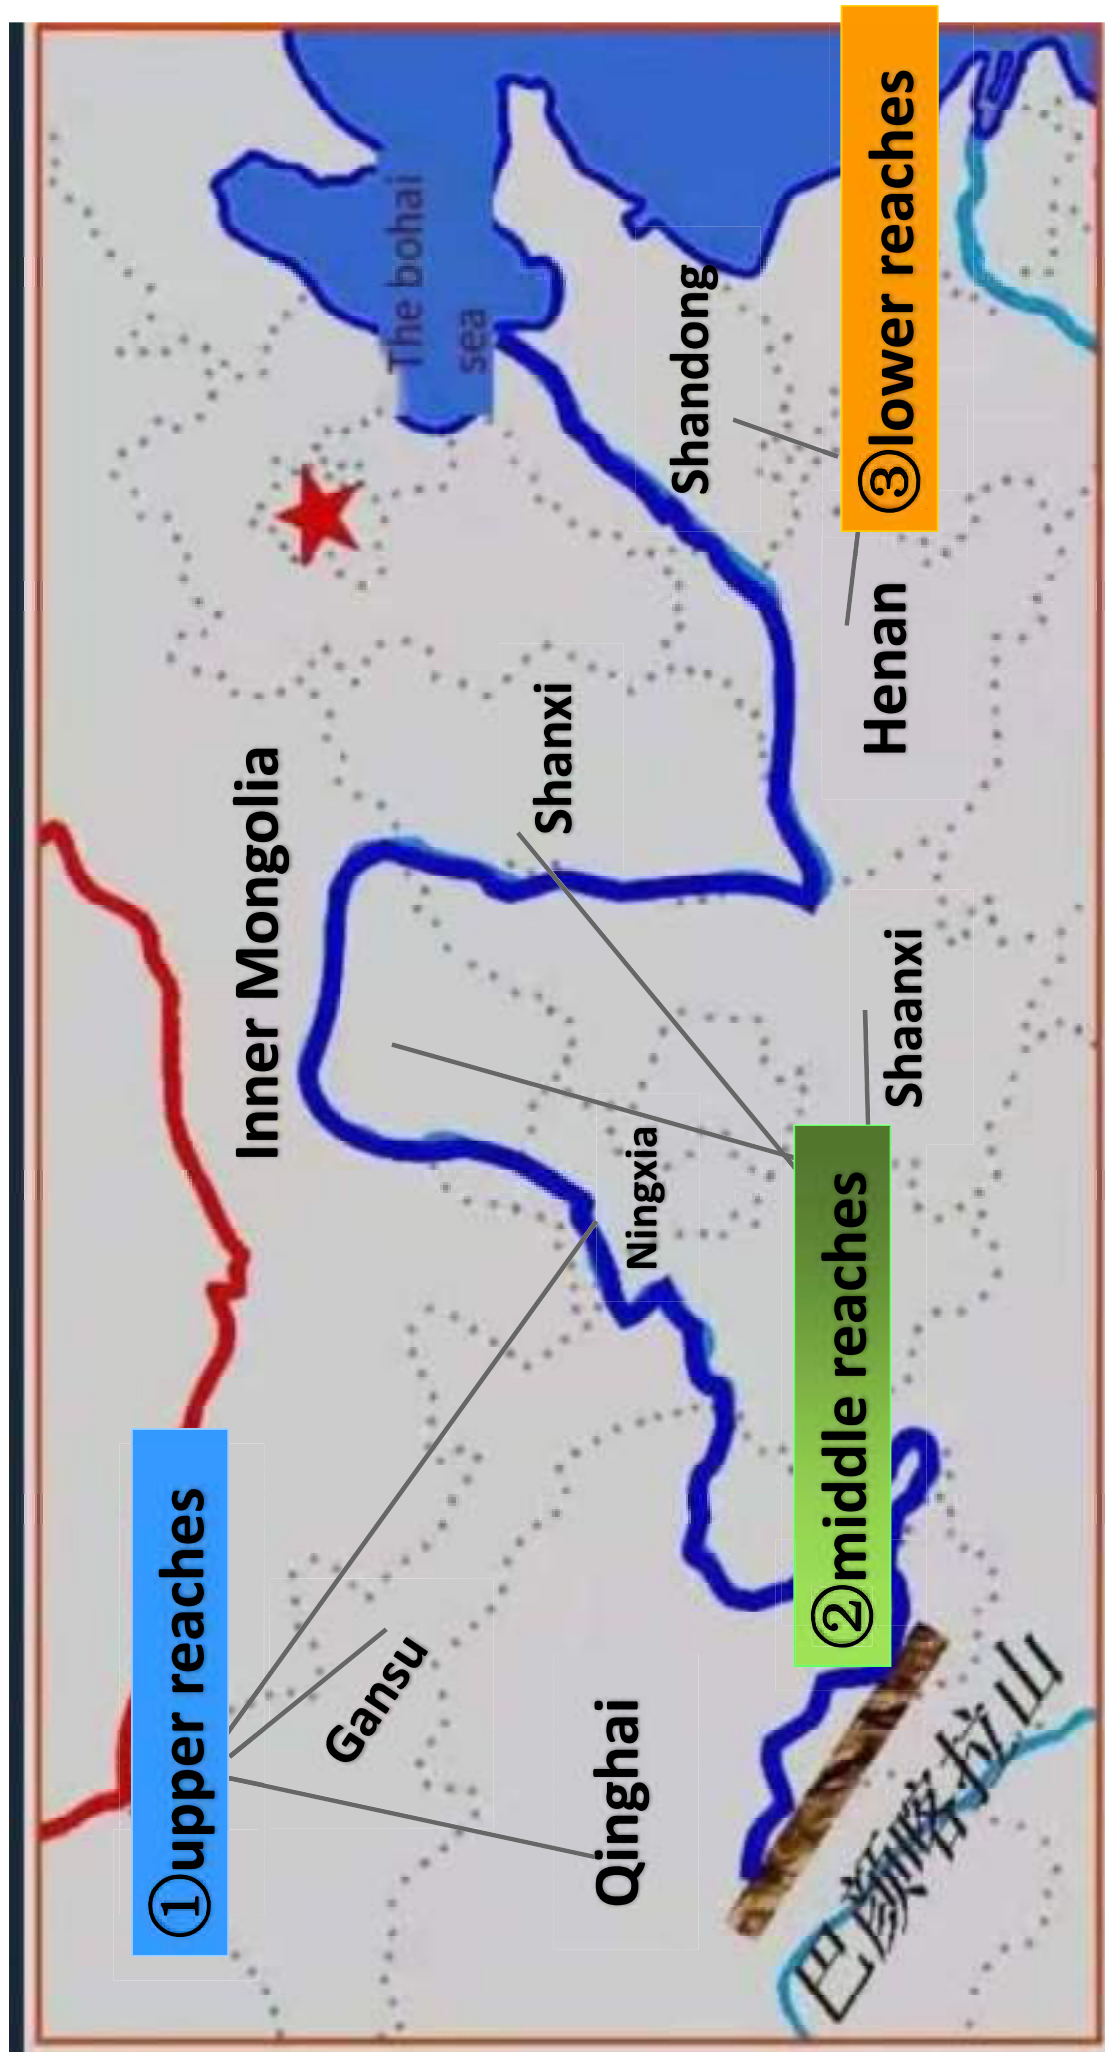 ①upper reaches
Inner Mongolia
The bohai
sea
Gansu
Shanxi
Qinghai
Ningxia
Shandong
②middle reaches
Shaanxi
Henan
③lower reaches
巴颜喀拉山